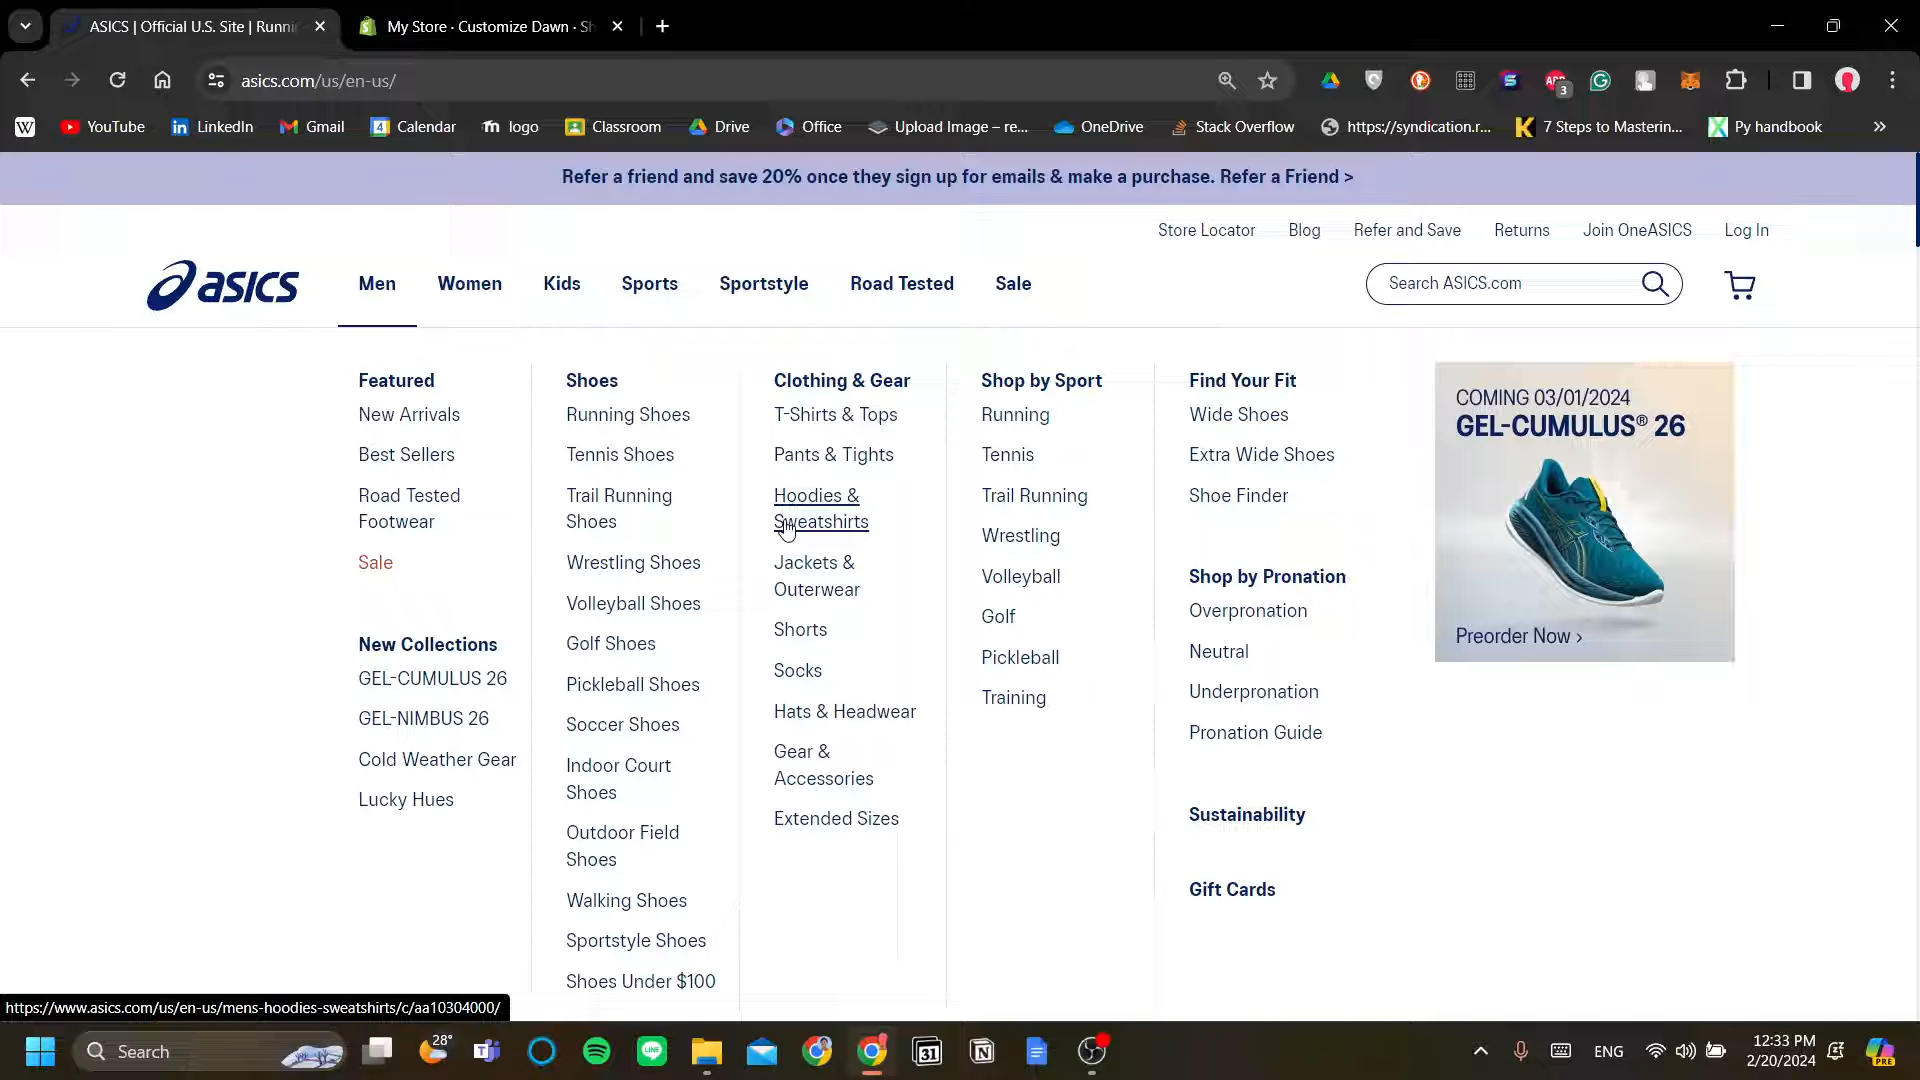 ASICS | Official U.S. Site | Runni
My Store · Customize Dawn · Sh
asics.com/us/en-us/
3
YouTube
LinkedIn
Gmail
4 Calendar
logo
Classroom
Drive
Office
Upload Image – re...
OneDrive
Stack Overflow
https://syndication.r...
7 Steps to Masterin...
Py handbook
»
Refer a friend and save 20% once they sign up for emails & make a purchase. Refer a Friend >
Store Locator
Blog
Refer and Save
Returns
Join OneASICS
Log In
asics
Men
Women
Kids
Sports
Sportstyle
Road Tested
Sale
Search ASICS.com
Featured
New Arrivals
Best Sellers
Road Tested
Footwear
Sale
New Collections
GEL-CUMULUS 26
GEL-NIMBUS 26
Cold Weather Gear
Lucky Hues
Shoes
Running Shoes
Tennis Shoes
Trail Running
Shoes
Wrestling Shoes
Volleyball Shoes
Golf Shoes
Pickleball Shoes
Soccer Shoes
Indoor Court
Shoes
Outdoor Field
Shoes
Walking Shoes
Sportstyle Shoes
Shoes Under $100
Clothing & Gear
T-Shirts & Tops
Pants & Tights
Hoodies &
Sweatshirts
Jackets &
Outerwear
Shorts
Socks
Hats & Headwear
Gear &
Accessories
Extended Sizes
Shop by Sport
Running
Tennis
Trail Running
Wrestling
Volleyball
Golf
Pickleball
Training
Find Your Fit
Wide Shoes
Extra Wide Shoes
Shoe Finder
Shop by Pronation
Overpronation
Neutral
Underpronation
Pronation Guide
Sustainability
Gift Cards
COMING 03/01/2024
GEL-CUMULUS® 26
Preorder Now ›
https://www.asics.com/us/en-us/mens-hoodies-sweatshirts/c/aa10304000/
Search
28°
31
ENG
12:33 PM
2/20/2024
PRE